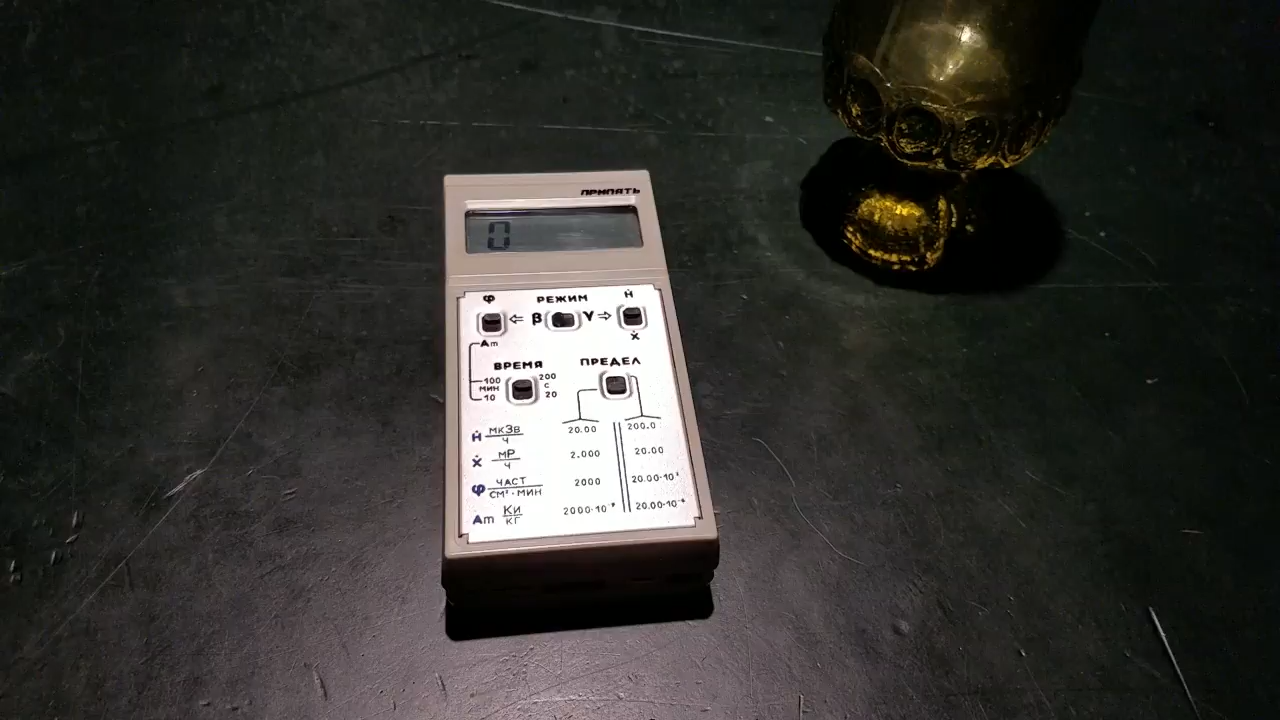 ПРИПЯТЬ
0
φ РЕЖИМ Ḣ
⇐ β γ ⇒
Am Ẋ
ВРЕМЯ ПРЕДЕЛ
100 200
МИН С
10 20
Ḣ мкЗв/ч 20.00 200.0
Ẋ мР/ч 2.000 20.00
φ ЧАСТ/СМ²·МИН 2000 20.00·10³
Am Ки/КГ 2000·10⁻⁹ 20.00·10⁻⁶